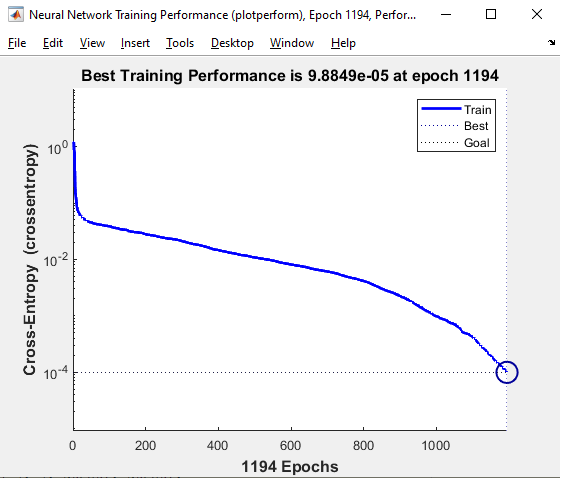 Neural Network Training Performance (plotperform), Epoch 1194, Perfor...
File Edit View Insert Tools Desktop Window Help
Best Training Performance is 9.8849e-05 at epoch 1194
Train
Best
Goal
Cross-Entropy (crossentropy)
10^0
10^-2
10^-4
0 200 400 600 800 1000
1194 Epochs